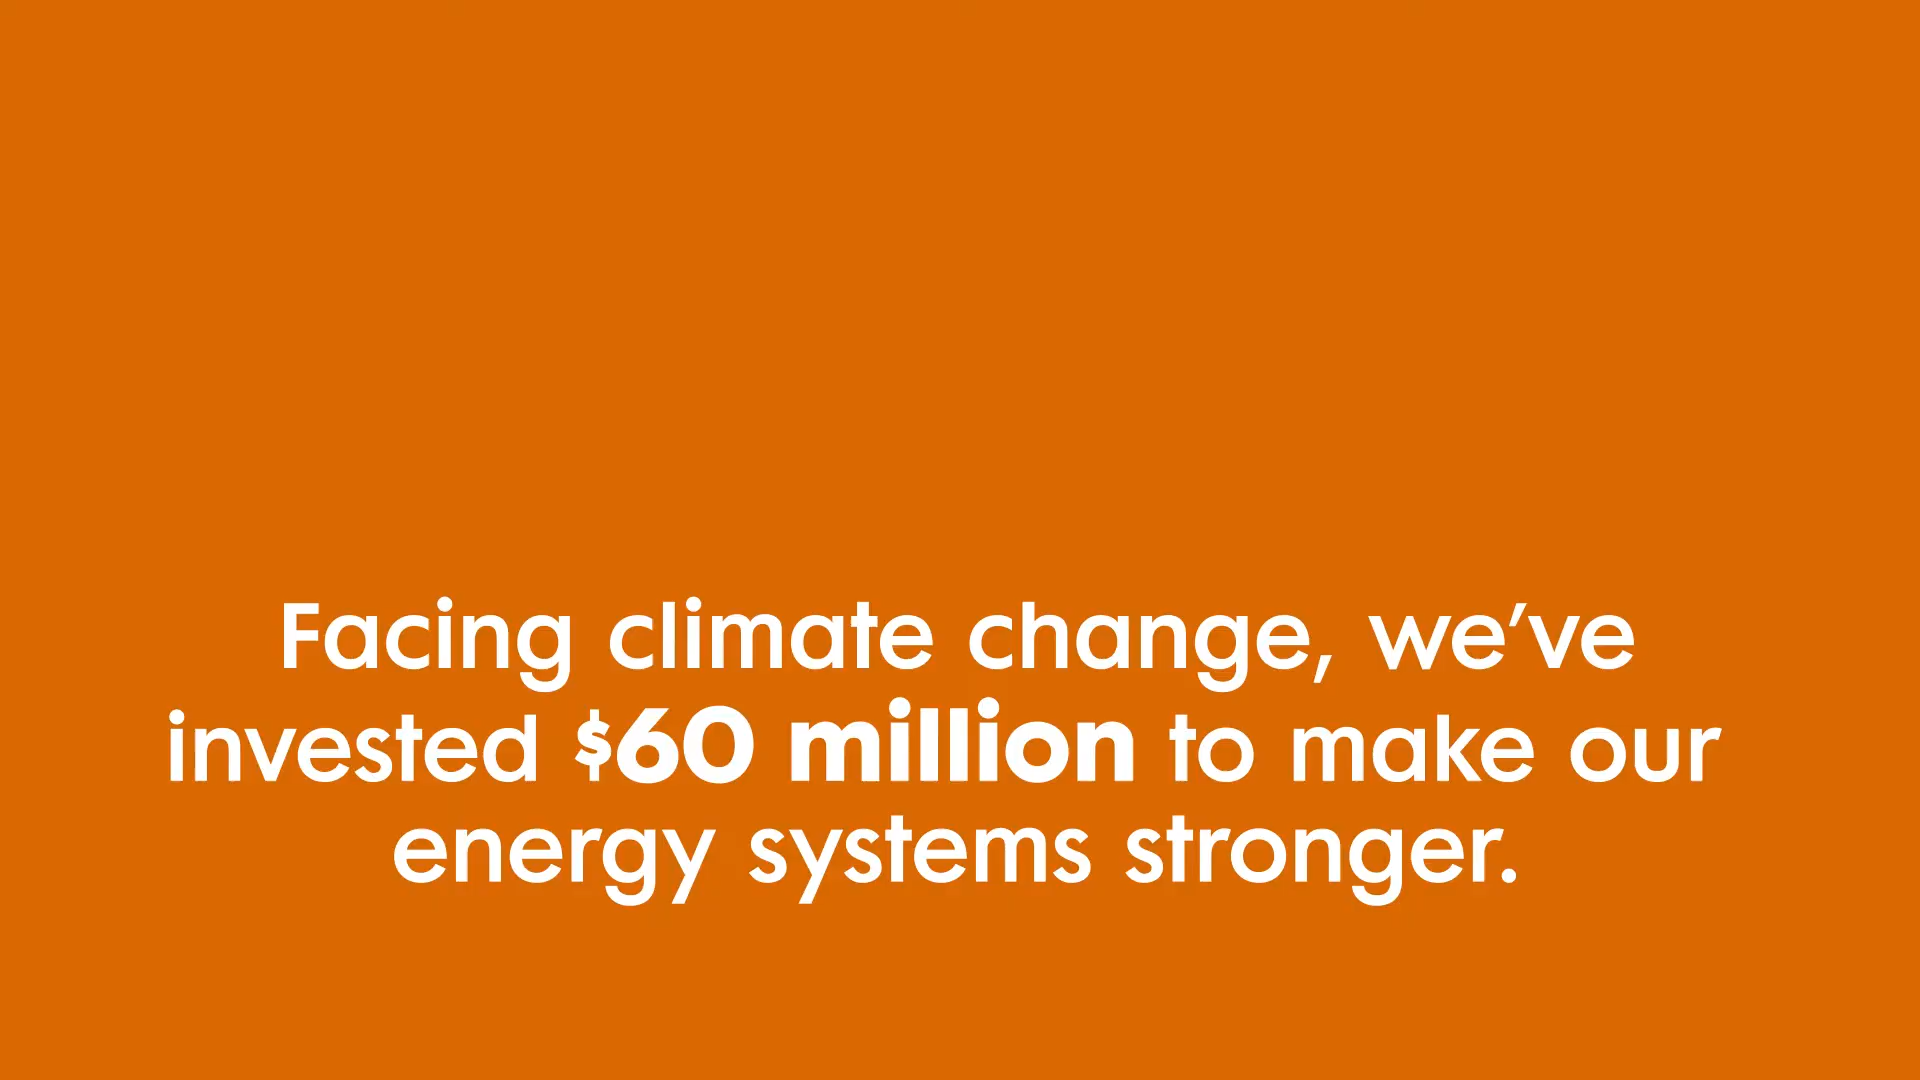 Facing climate change, we’ve
invested $60 million to make our
energy systems stronger.